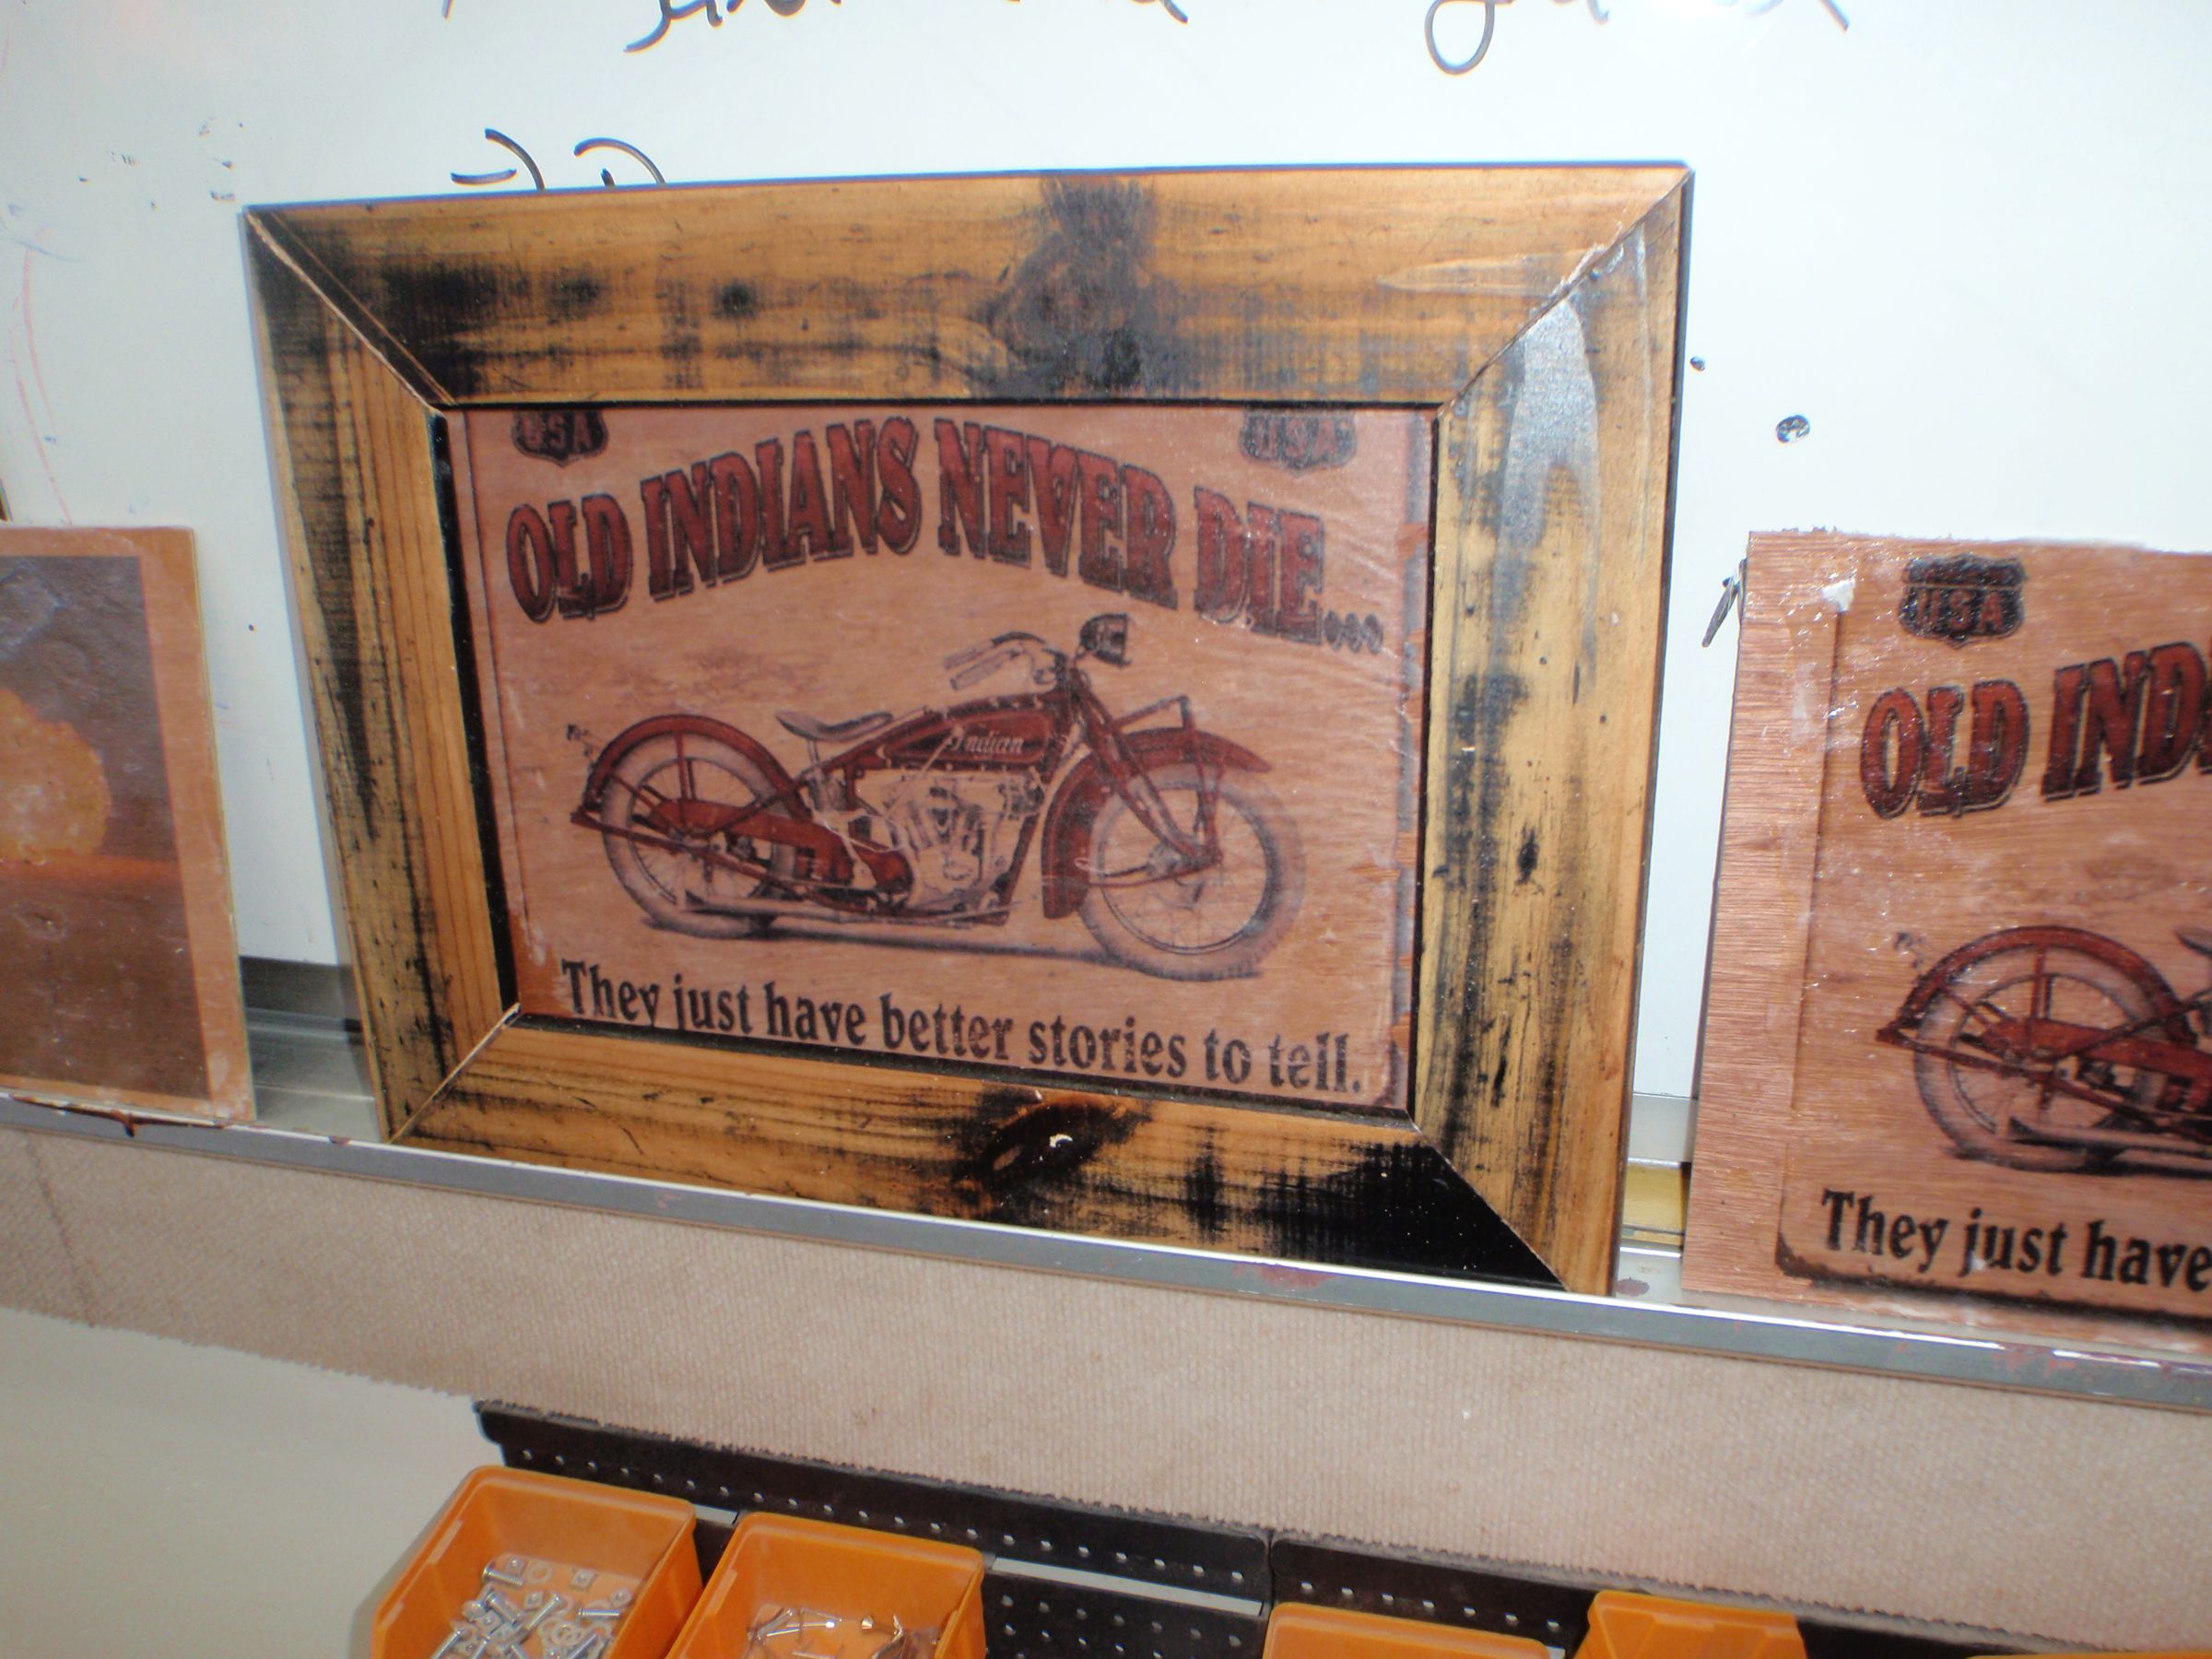 USA USA
OLD INDIANS NEVER DIE...
Indian
They just have better stories to tell.
USA
OLD INDI
They just have